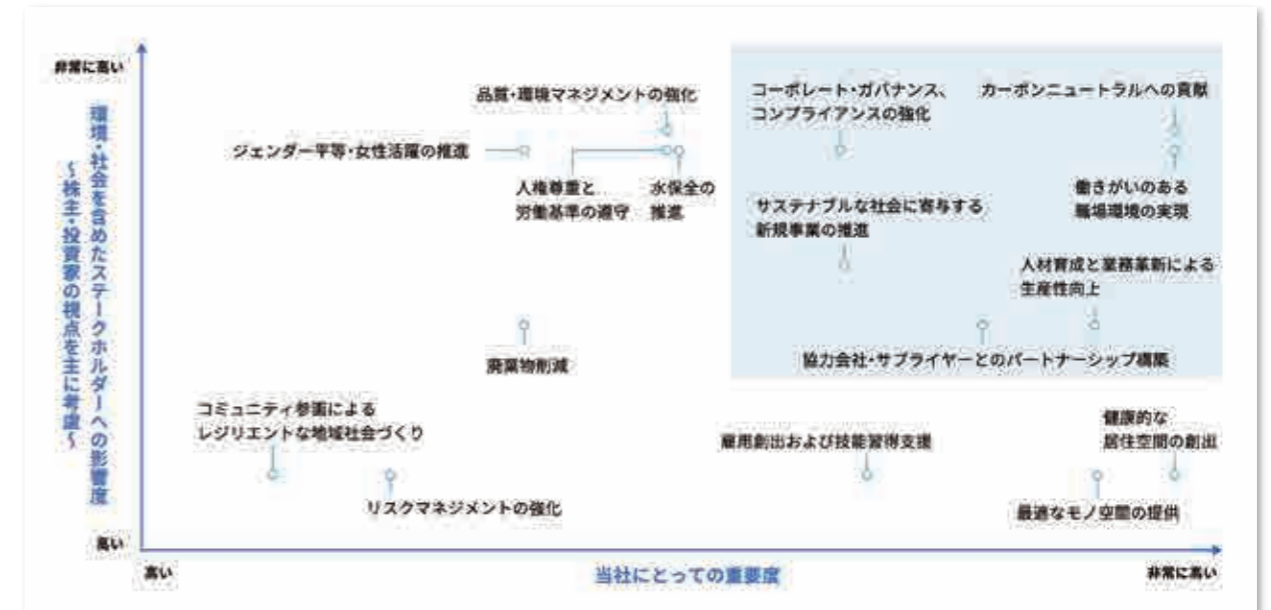 非常に高い
環境・社会を含めたステークホルダーへの影響度
～株主・投資家の視点を主に考慮～
品質・環境マネジメントの強化
コーポレート・ガバナンス、
コンプライアンスの強化
カーボンニュートラルへの貢献
ジェンダー平等・女性活躍の推進
人権尊重と
労働基準の遵守
水保全の
推進
サステナブルな社会に寄与する
新規事業の推進
働きがいのある
職場環境の実現
人材育成と業務革新による
生産性向上
廃棄物削減
協力会社・サプライヤーとのパートナーシップ構築
コミュニティ参画による
レジリエントな地域社会づくり
雇用創出および技能習得支援
健康的な
居住空間の創出
リスクマネジメントの強化
最適なモノ空間の提供
高い
高い
当社にとっての重要度
非常に高い